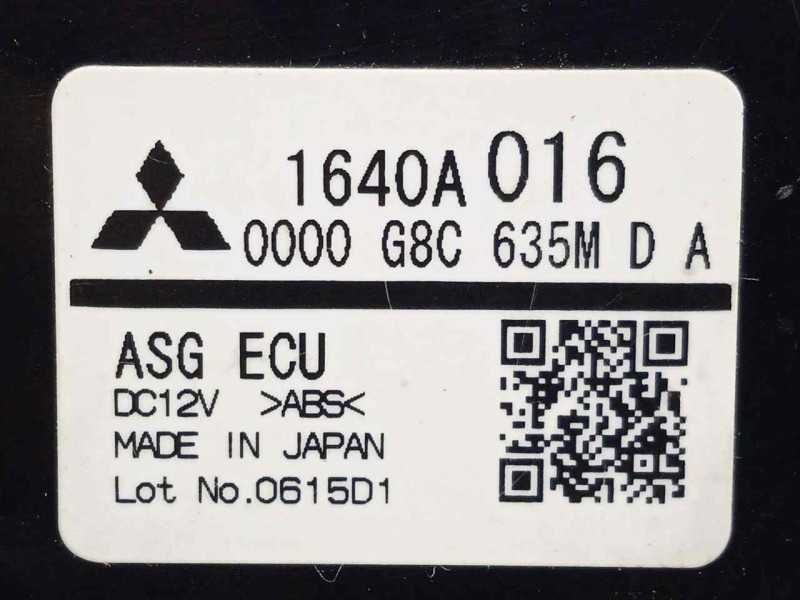 1640A 016
0000 G8C 635M D A
ASG ECU
DC12V >ABS<
MADE IN JAPAN
Lot No.0615D1